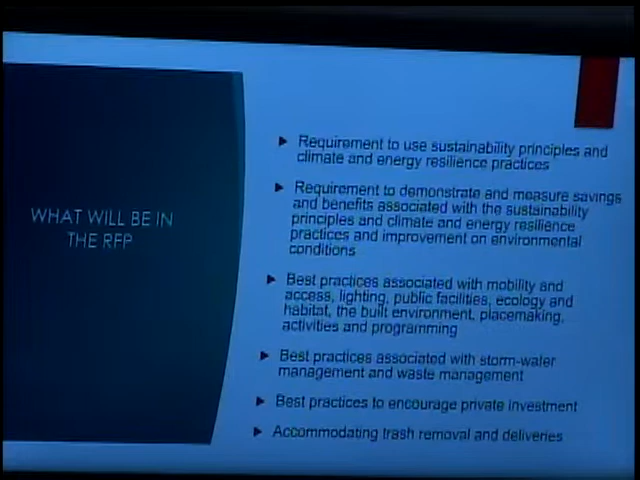 WHAT WILL BE IN
THE RFP
Requirement to use sustainability principles and
climate and energy resilience practices
Requirement to demonstrate and measure savings
and benefits associated with the sustainability
principles and climate and energy resilience
practices and improvement on environmental
conditions
Best practices associated with mobility and
access, lighting, public facilities, ecology and
habitat, the built environment, placemaking,
activities and programming
Best practices associated with storm-water
management and waste management
Best practices to encourage private investment
Accommodating trash removal and deliveries